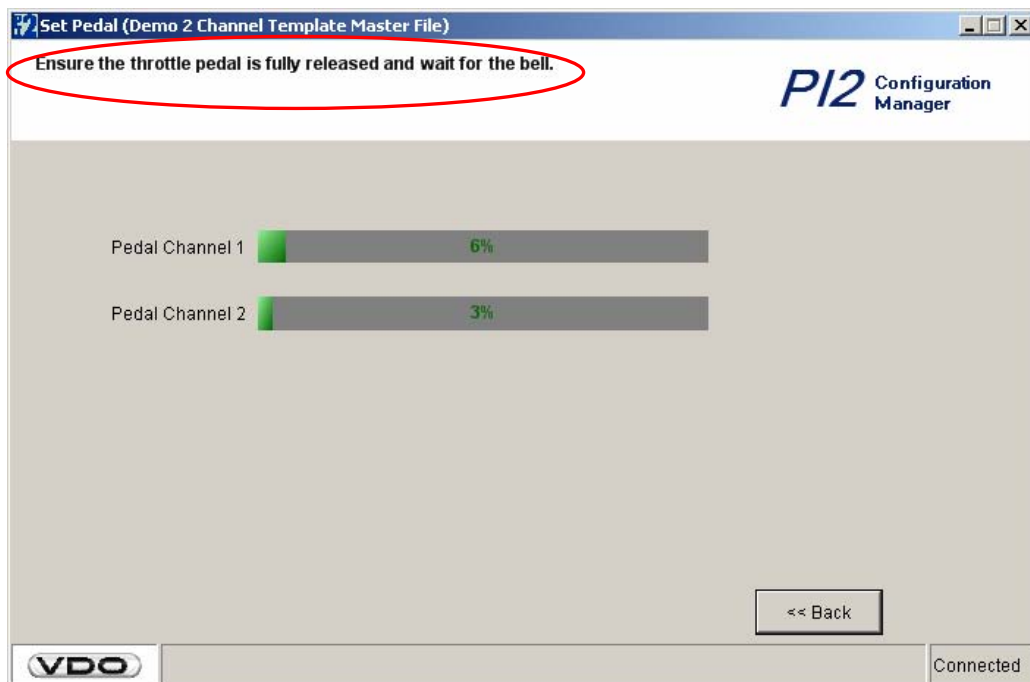 Set Pedal (Demo 2 Channel Template Master File)
Ensure the throttle pedal is fully released and wait for the bell.
PI2 Configuration
Manager
Pedal Channel 1 6%
Pedal Channel 2 3%
<< Back
VDO Connected